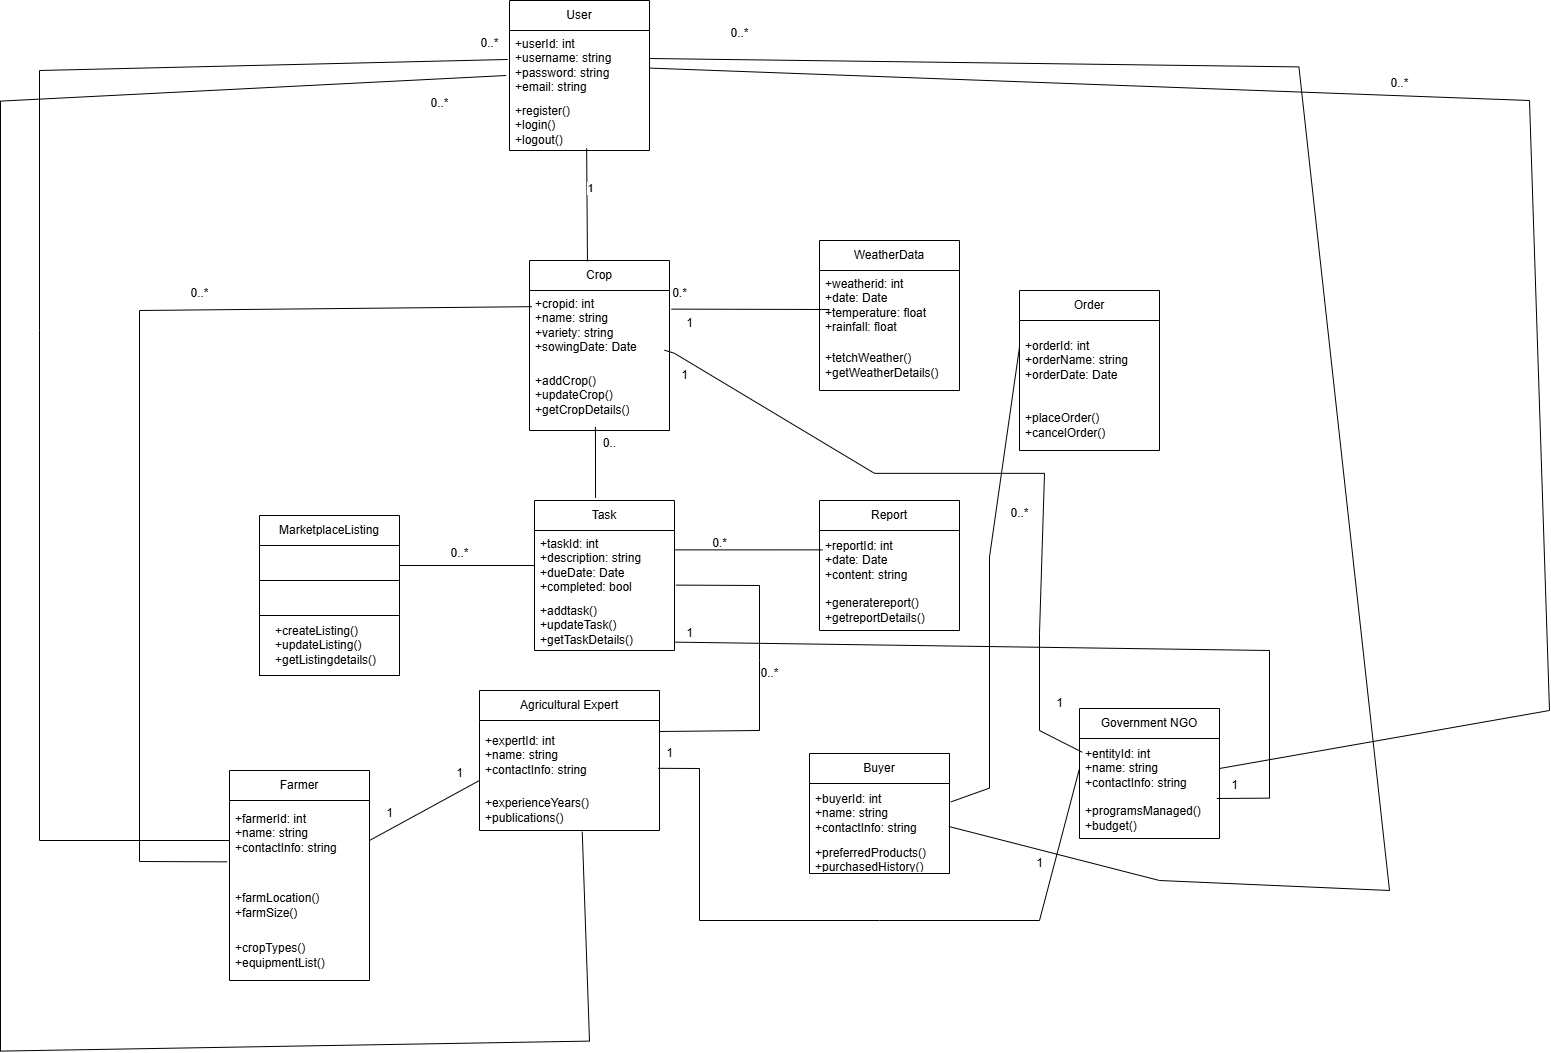 User
+userId: int
+username: string
+password: string
+email: string
+register()
+login()
+logout()
0..*
0..*
0..*
0..*
1
Crop
+cropid: int
+name: string
+variety: string
+sowingDate: Date
+addCrop()
+updateCrop()
+getCropDetails()
0..*
0.*
1
1
0..
WeatherData
+weatherid: int
+date: Date
+temperature: float
+rainfall: float
+tetchWeather()
+getWeatherDetails()
Order
+orderId: int
+orderName: string
+orderDate: Date
+placeOrder()
+cancelOrder()
0..*
MarketplaceListing
+createListing()
+updateListing()
+getListingdetails()
0..*
Task
+taskId: int
+description: string
+dueDate: Date
+completed: bool
+addtask()
+updateTask()
+getTaskDetails()
0.*
1
0..*
Report
+reportId: int
+date: Date
+content: string
+generatereport()
+getreportDetails()
Agricultural Expert
+expertId: int
+name: string
+contactInfo: string
+experienceYears()
+publications()
1
1
1
Farmer
+farmerId: int
+name: string
+contactInfo: string
+farmLocation()
+farmSize()
+cropTypes()
+equipmentList()
Buyer
+buyerId: int
+name: string
+contactInfo: string
+preferredProducts()
+purchasedHistory()
1
1
Government NGO
+entityId: int
+name: string
+contactInfo: string
+programsManaged()
+budget()
1